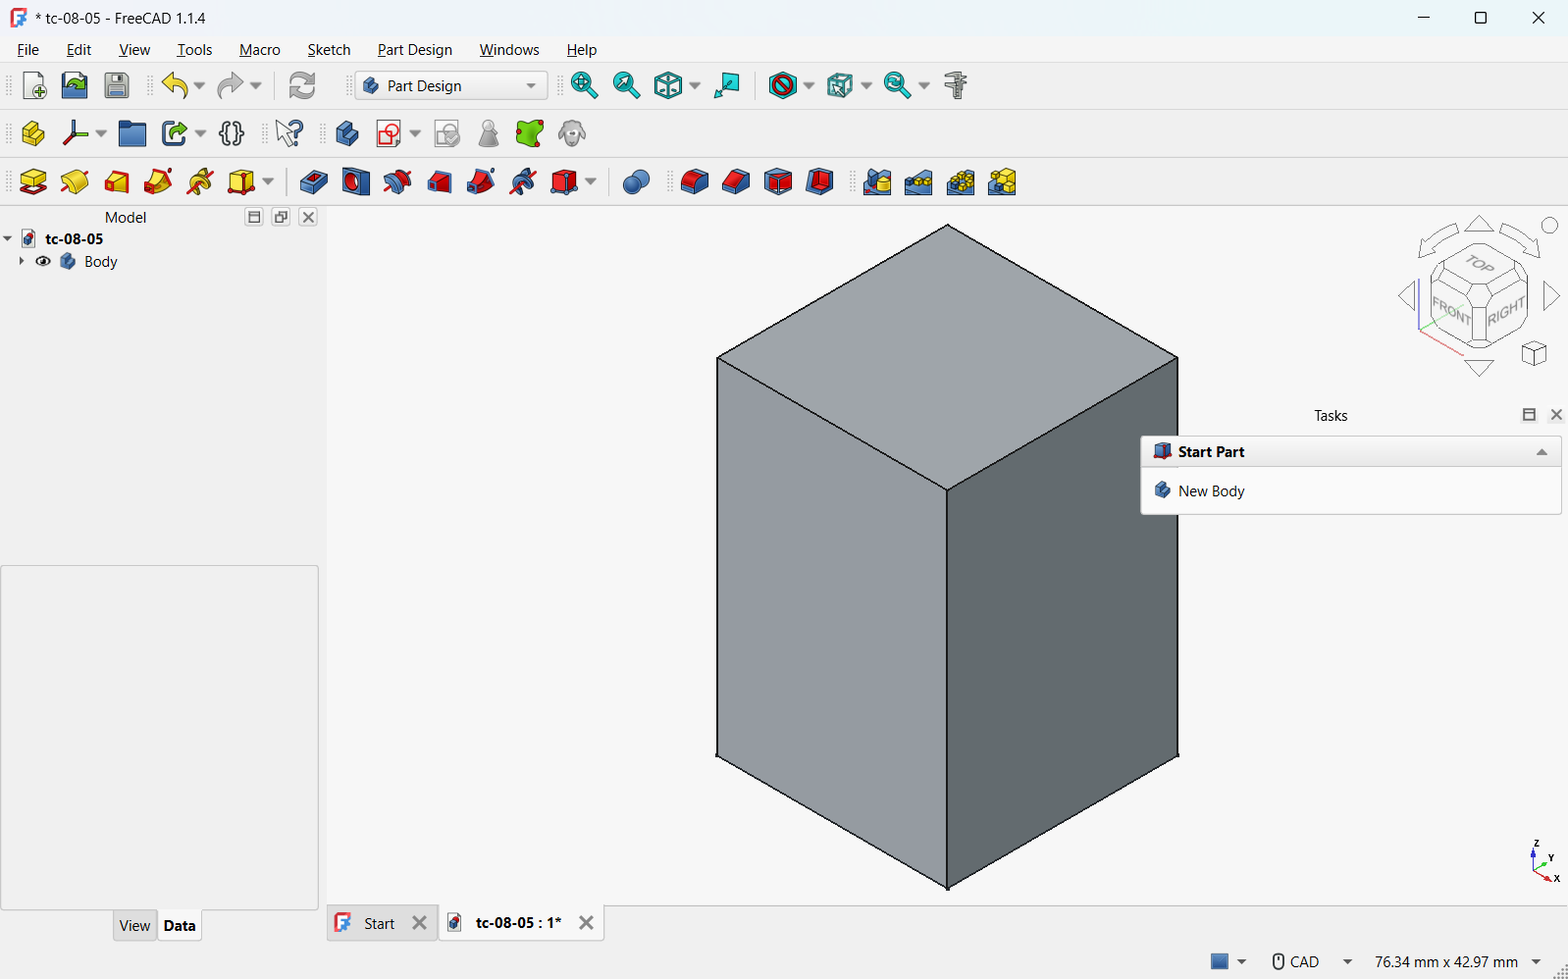 * tc-08-05 - FreeCAD 1.1.4
File Edit View Tools Macro Sketch Part Design Windows Help
Part Design
Model
tc-08-05
Body
TOP
FRONT RIGHT
Tasks
Start Part
New Body
Z
Y
X
View Data
Start
tc-08-05 : 1*
CAD
76.34 mm x 42.97 mm